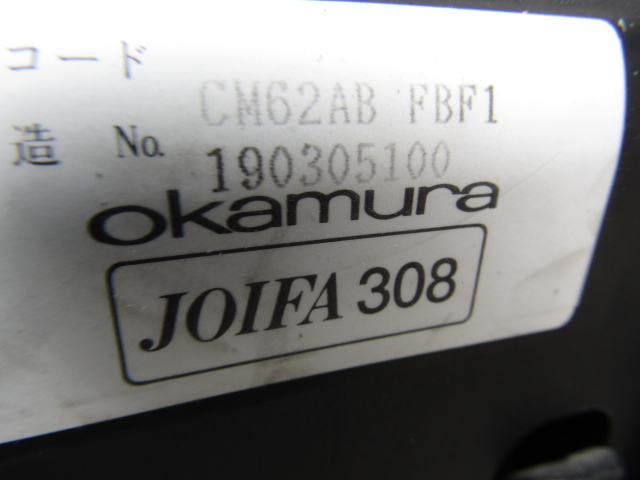 コード CM62AB FBF1
造 No. 190305100
okamura
JOIFA 308